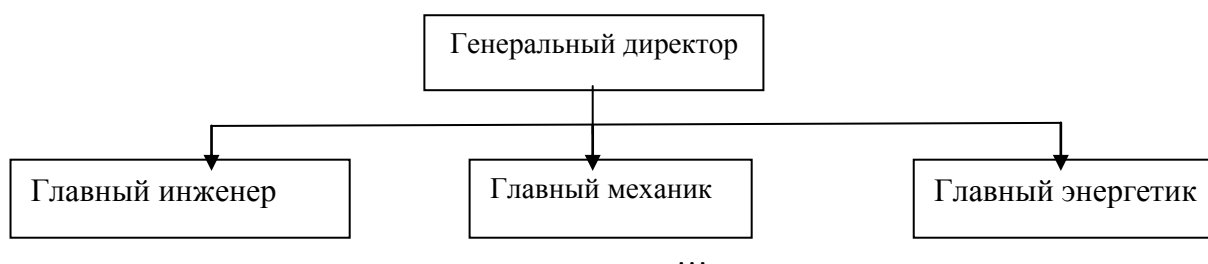 Генеральный директор
Главный инженер
Главный механик
Главный энергетик
...